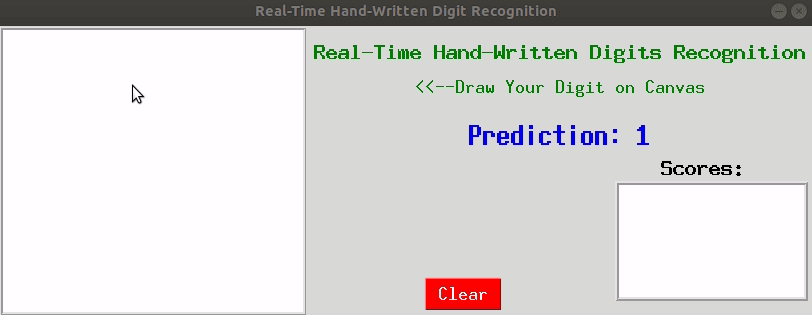 Real-Time Hand-Written Digit Recognition
Real-Time Hand-Written Digits Recognition
<<--Draw Your Digit on Canvas
Prediction: 1
Scores:
Clear